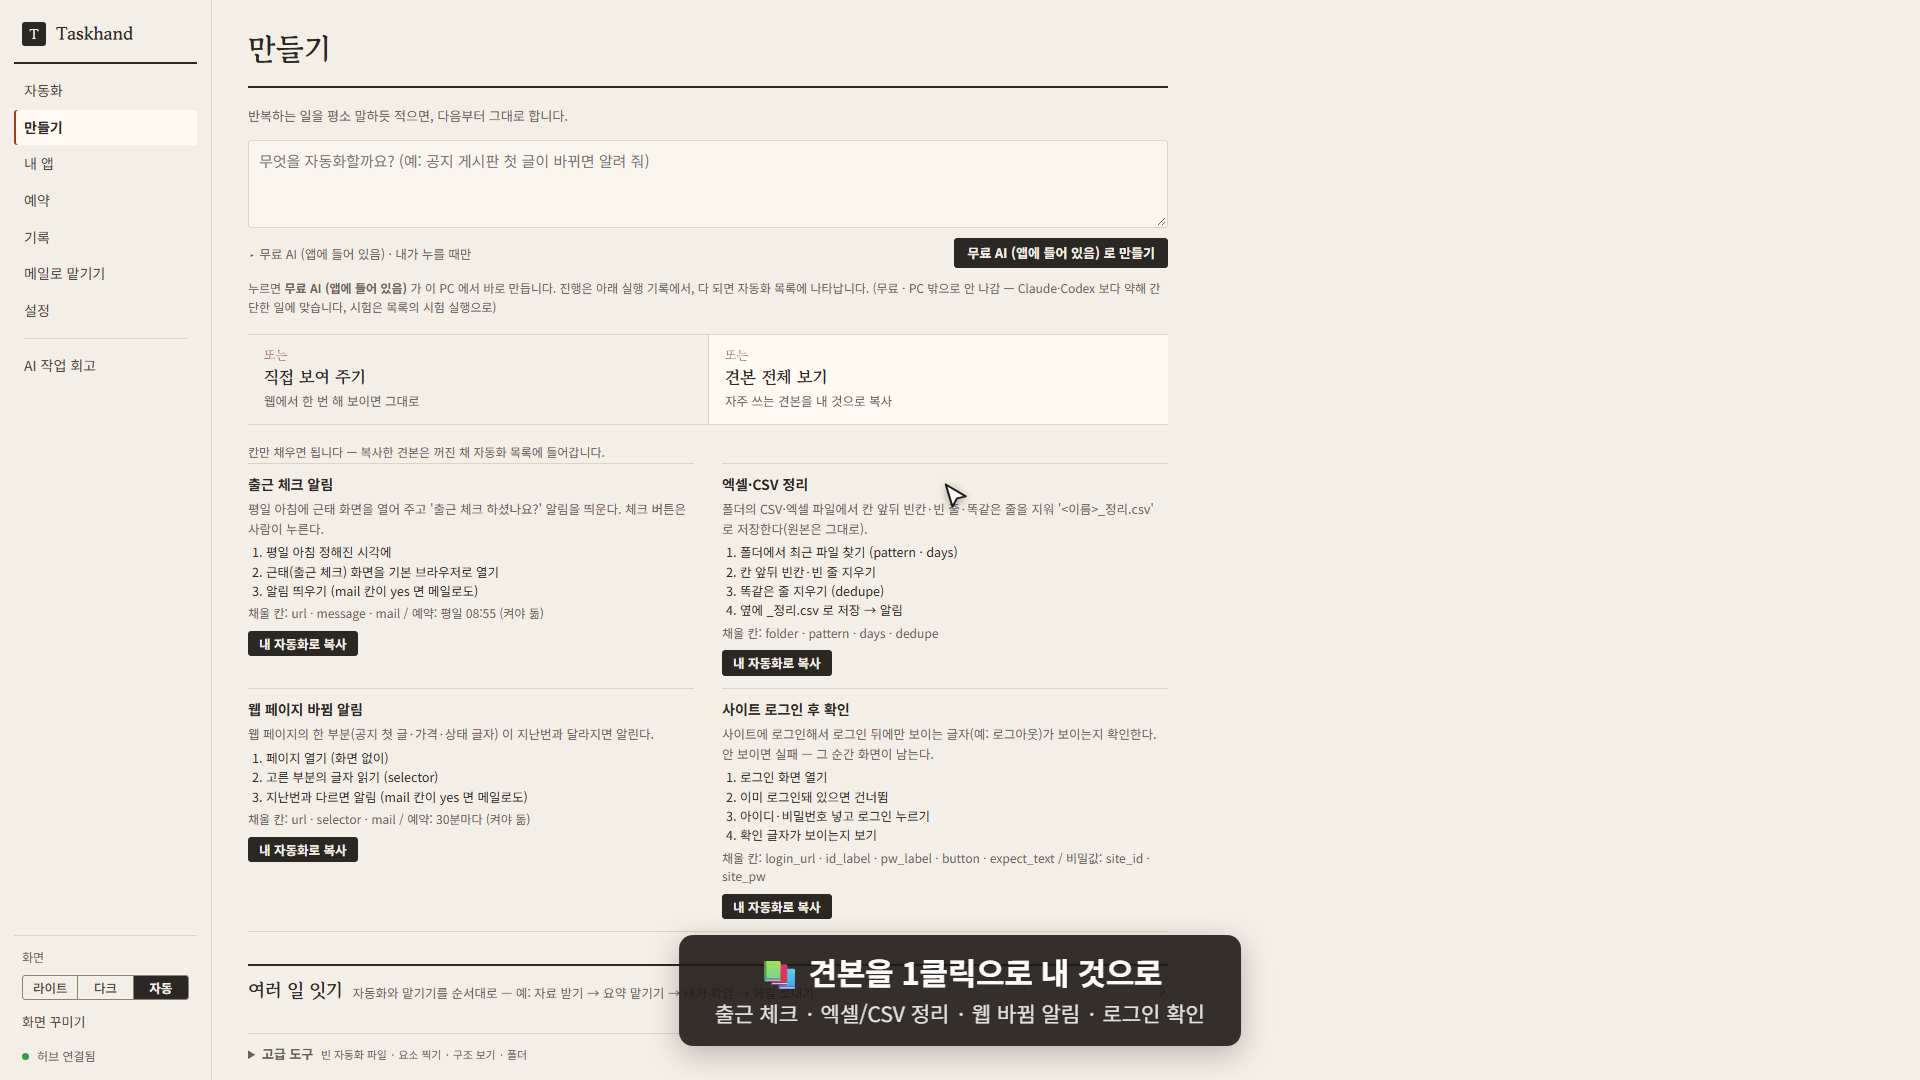 T Taskhand
자동화
만들기
내 앱
예약
기록
메일로 맡기기
설정
AI 작업 회고
화면
라이트 다크 자동
화면 꾸미기
허브 연결됨
만들기
반복하는 일을 평소 말하듯 적으면, 다음부터 그대로 합니다.
무엇을 자동화할까요? (예: 공지 게시판 첫 글이 바뀌면 알려 줘)
무료 AI (앱에 들어 있음) · 내가 누를 때만
무료 AI (앱에 들어 있음) 로 만들기
누르면 무료 AI (앱에 들어 있음) 가 이 PC 에서 바로 만듭니다. 진행은 아래 실행 기록에서, 다 되면 자동화 목록에 나타납니다. (무료 · PC 밖으로 안 나감 — Claude·Codex 보다 약해 간
단한 일에 맞습니다, 시험은 목록의 시험 실행으로)
또는
직접 보여 주기
웹에서 한 번 해 보이면 그대로
또는
견본 전체 보기
자주 쓰는 견본을 내 것으로 복사
칸만 채우면 됩니다 — 복사한 견본은 꺼진 채 자동화 목록에 들어갑니다.
출근 체크 알림
평일 아침에 근태 화면을 열어 주고 '출근 체크 하셨나요?' 알림을 띄운다. 체크 버튼은
사람이 누른다.
1. 평일 아침 정해진 시각에
2. 근태(출근 체크) 화면을 기본 브라우저로 열기
3. 알림 띄우기 (mail 칸이 yes 면 메일로도)
채울 칸: url · message · mail / 예약: 평일 08:55 (켜야 돎)
내 자동화로 복사
엑셀·CSV 정리
폴더의 CSV·엑셀 파일에서 칸 앞뒤 빈칸·빈 줄·똑같은 줄을 지워 '<이름>_정리.csv'
로 저장한다(원본은 그대로).
1. 폴더에서 최근 파일 찾기 (pattern · days)
2. 칸 앞뒤 빈칸·빈 줄 지우기
3. 똑같은 줄 지우기 (dedupe)
4. 옆에 _정리.csv 로 저장 → 알림
채울 칸: folder · pattern · days · dedupe
내 자동화로 복사
웹 페이지 바뀜 알림
웹 페이지의 한 부분(공지 첫 글·가격·상태 글자) 이 지난번과 달라지면 알린다.
1. 페이지 열기 (화면 없이)
2. 고른 부분의 글자 읽기 (selector)
3. 지난번과 다르면 알림 (mail 칸이 yes 면 메일로도)
채울 칸: url · selector · mail / 예약: 30분마다 (켜야 돎)
내 자동화로 복사
사이트 로그인 후 확인
사이트에 로그인해서 로그인 뒤에만 보이는 글자(예: 로그아웃)가 보이는지 확인한다.
안 보이면 실패 — 그 순간 화면이 남는다.
1. 로그인 화면 열기
2. 이미 로그인돼 있으면 건너뜀
3. 아이디·비밀번호 넣고 로그인 누르기
4. 확인 글자가 보이는지 보기
채울 칸: login_url · id_label · pw_label · button · expect_text / 비밀값: site_id ·
site_pw
내 자동화로 복사
여러 일 잇기 자동화와 맡기기를 순서대로 — 예: 자료 받기 → 요약 맡기기 → 내가 확인 → 메일 보내기
고급 도구 빈 자동화 파일 · 요소 찍기 · 구조 보기 · 폴더
견본을 1클릭으로 내 것으로
출근 체크 · 엑셀/CSV 정리 · 웹 바뀜 알림 · 로그인 확인